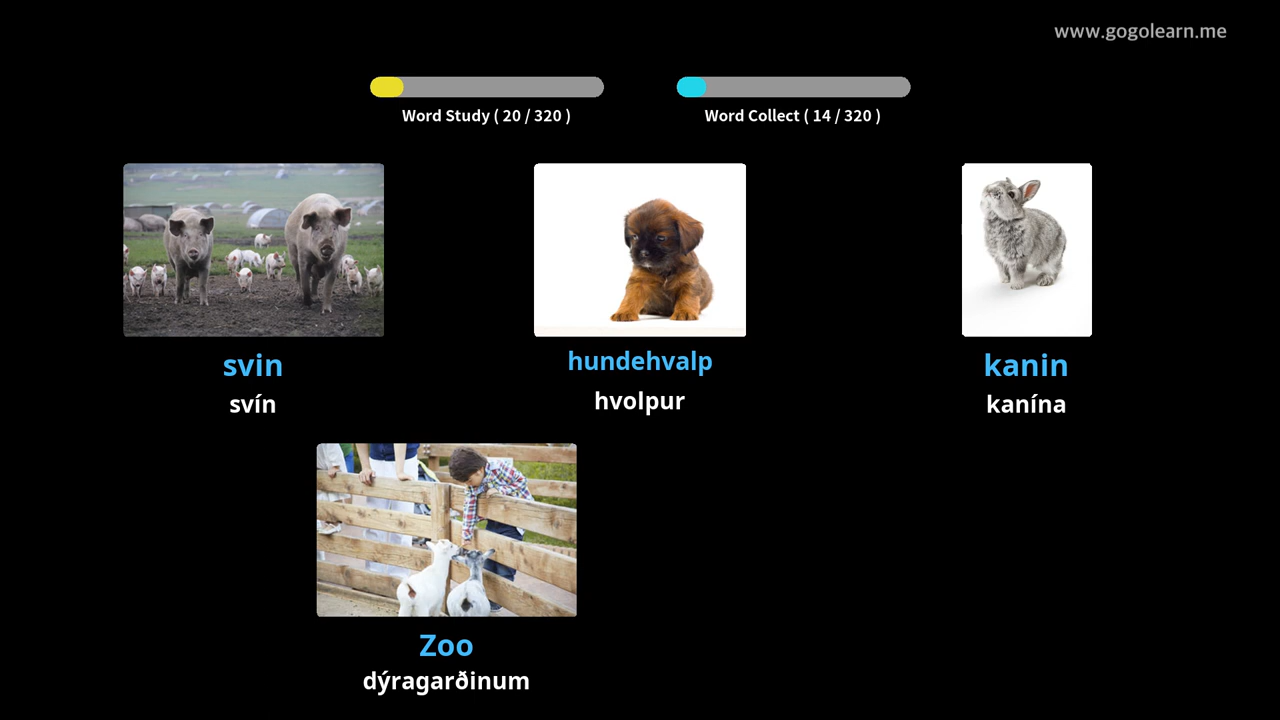 www.gogolearn.me
Word Study ( 20 / 320 )
Word Collect ( 14 / 320 )
svin
svín
hundehvalp
hvolpur
kanin
kanína
Zoo
dýragarðinum